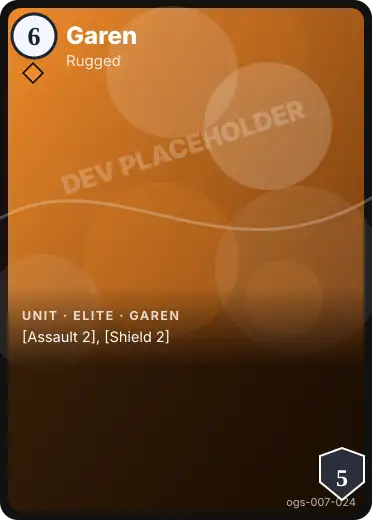 6
Garen
Rugged
DEV PLACEHOLDER
UNIT · ELITE · GAREN
[Assault 2], [Shield 2]
5
ogs-007-024